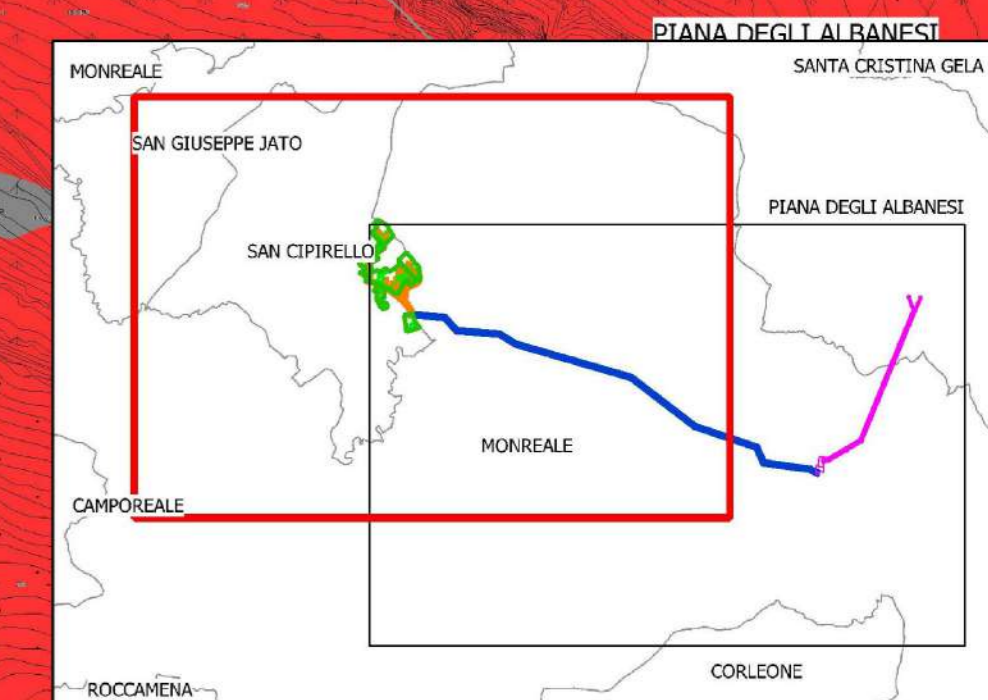 PIANA DEGLI ALBANESI
SANTA CRISTINA GELA
MONREALE
SAN GIUSEPPE JATO
PIANA DEGLI ALBANESI
SAN CIPIRELLO
MONREALE
CAMPOREALE
CORLEONE
ROCCAMENA